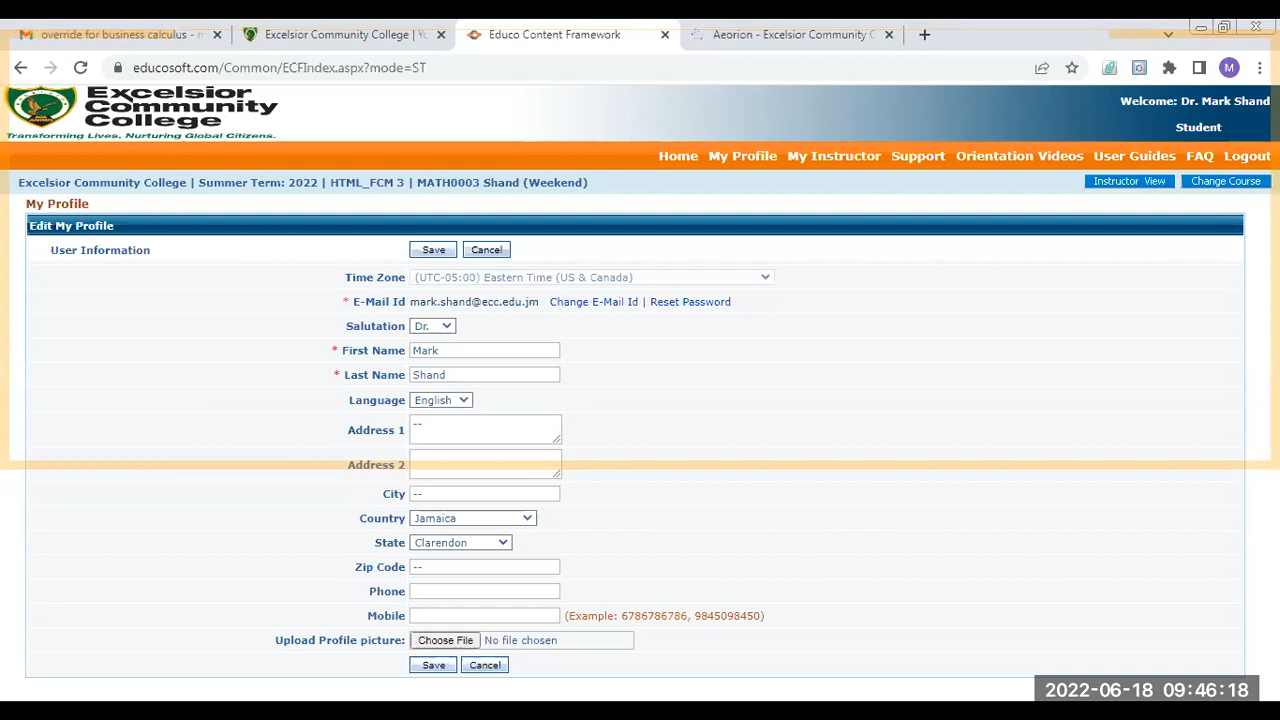 override for business calculus - m
Excelsior Community College | Yo
Educo Content Framework
Aeorion - Excelsior Community C
educosoft.com/Common/ECFIndex.aspx?mode=ST
M
Excelsior
Community
College
Transforming Lives, Nurturing Global Citizens.
Welcome: Dr. Mark Shand
Student
Home My Profile My Instructor Support Orientation Videos User Guides FAQ Logout
Excelsior Community College | Summer Term: 2022 | HTML_FCM 3 | MATH0003 Shand (Weekend)
Instructor View Change Course
My Profile
Edit My Profile
User Information Save Cancel
Time Zone (UTC-05:00) Eastern Time (US & Canada)
* E-Mail Id mark.shand@ecc.edu.jm Change E-Mail Id | Reset Password
Salutation Dr.
* First Name Mark
* Last Name Shand
Language English
Address 1 --
Address 2
City --
Country Jamaica
State Clarendon
Zip Code --
Phone
Mobile (Example: 6786786786, 9845098450)
Upload Profile picture: Choose File No file chosen
Save Cancel
2022-06-18 09:46:18